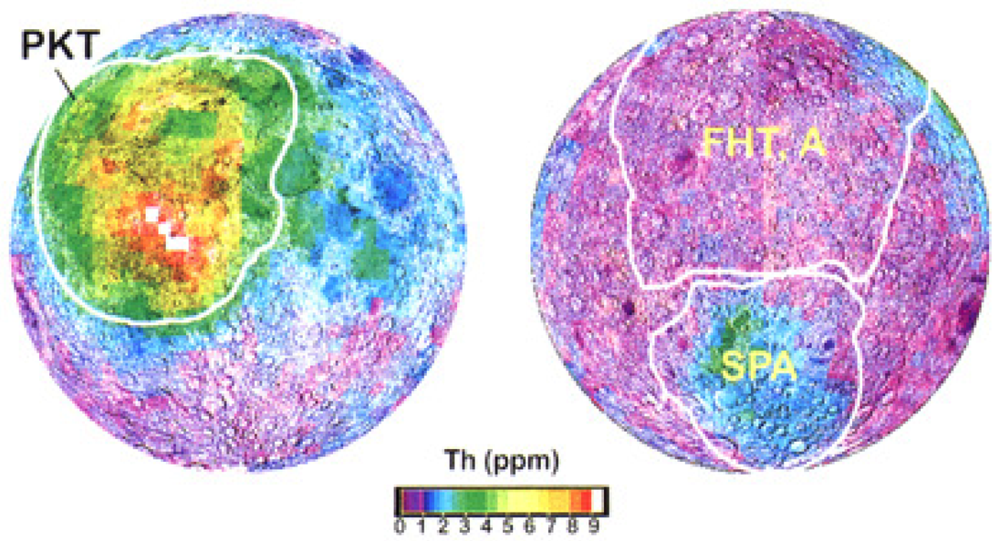 PKT
FHT, A
SPA
Th (ppm)
0 1 2 3 4 5 6 7 8 9